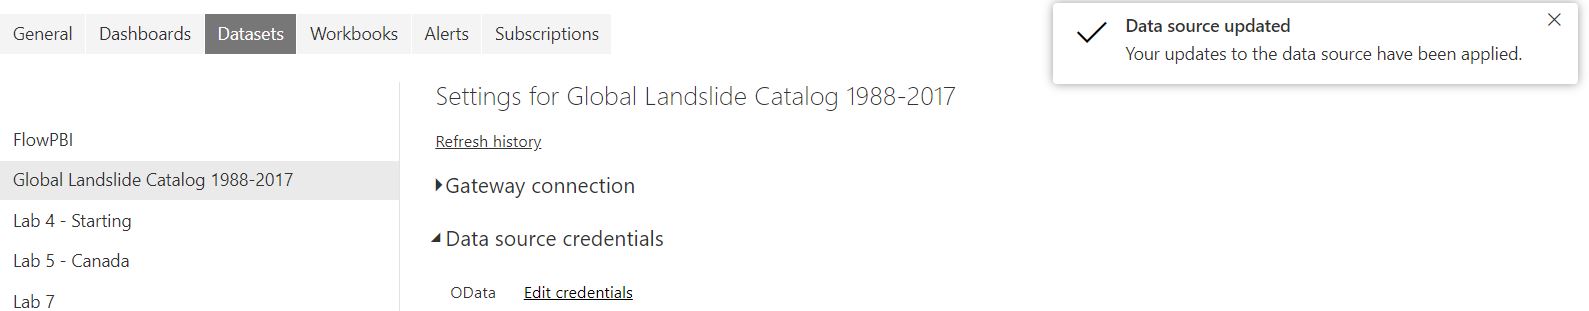 General Dashboards Datasets Workbooks Alerts Subscriptions
Data source updated
Your updates to the data source have been applied.
FlowPBI
Global Landslide Catalog 1988-2017
Lab 4 - Starting
Lab 5 - Canada
Lab 7
Settings for Global Landslide Catalog 1988-2017
Refresh history
Gateway connection
Data source credentials
OData Edit credentials